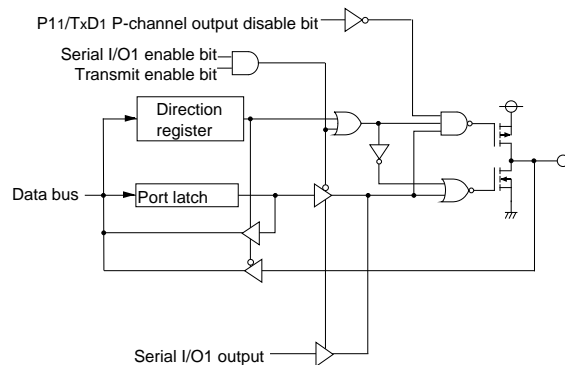 P11/TxD1 P-channel output disable bit
Serial I/O1 enable bit
Transmit enable bit
Direction
register
Data bus
Port latch
Serial I/O1 output